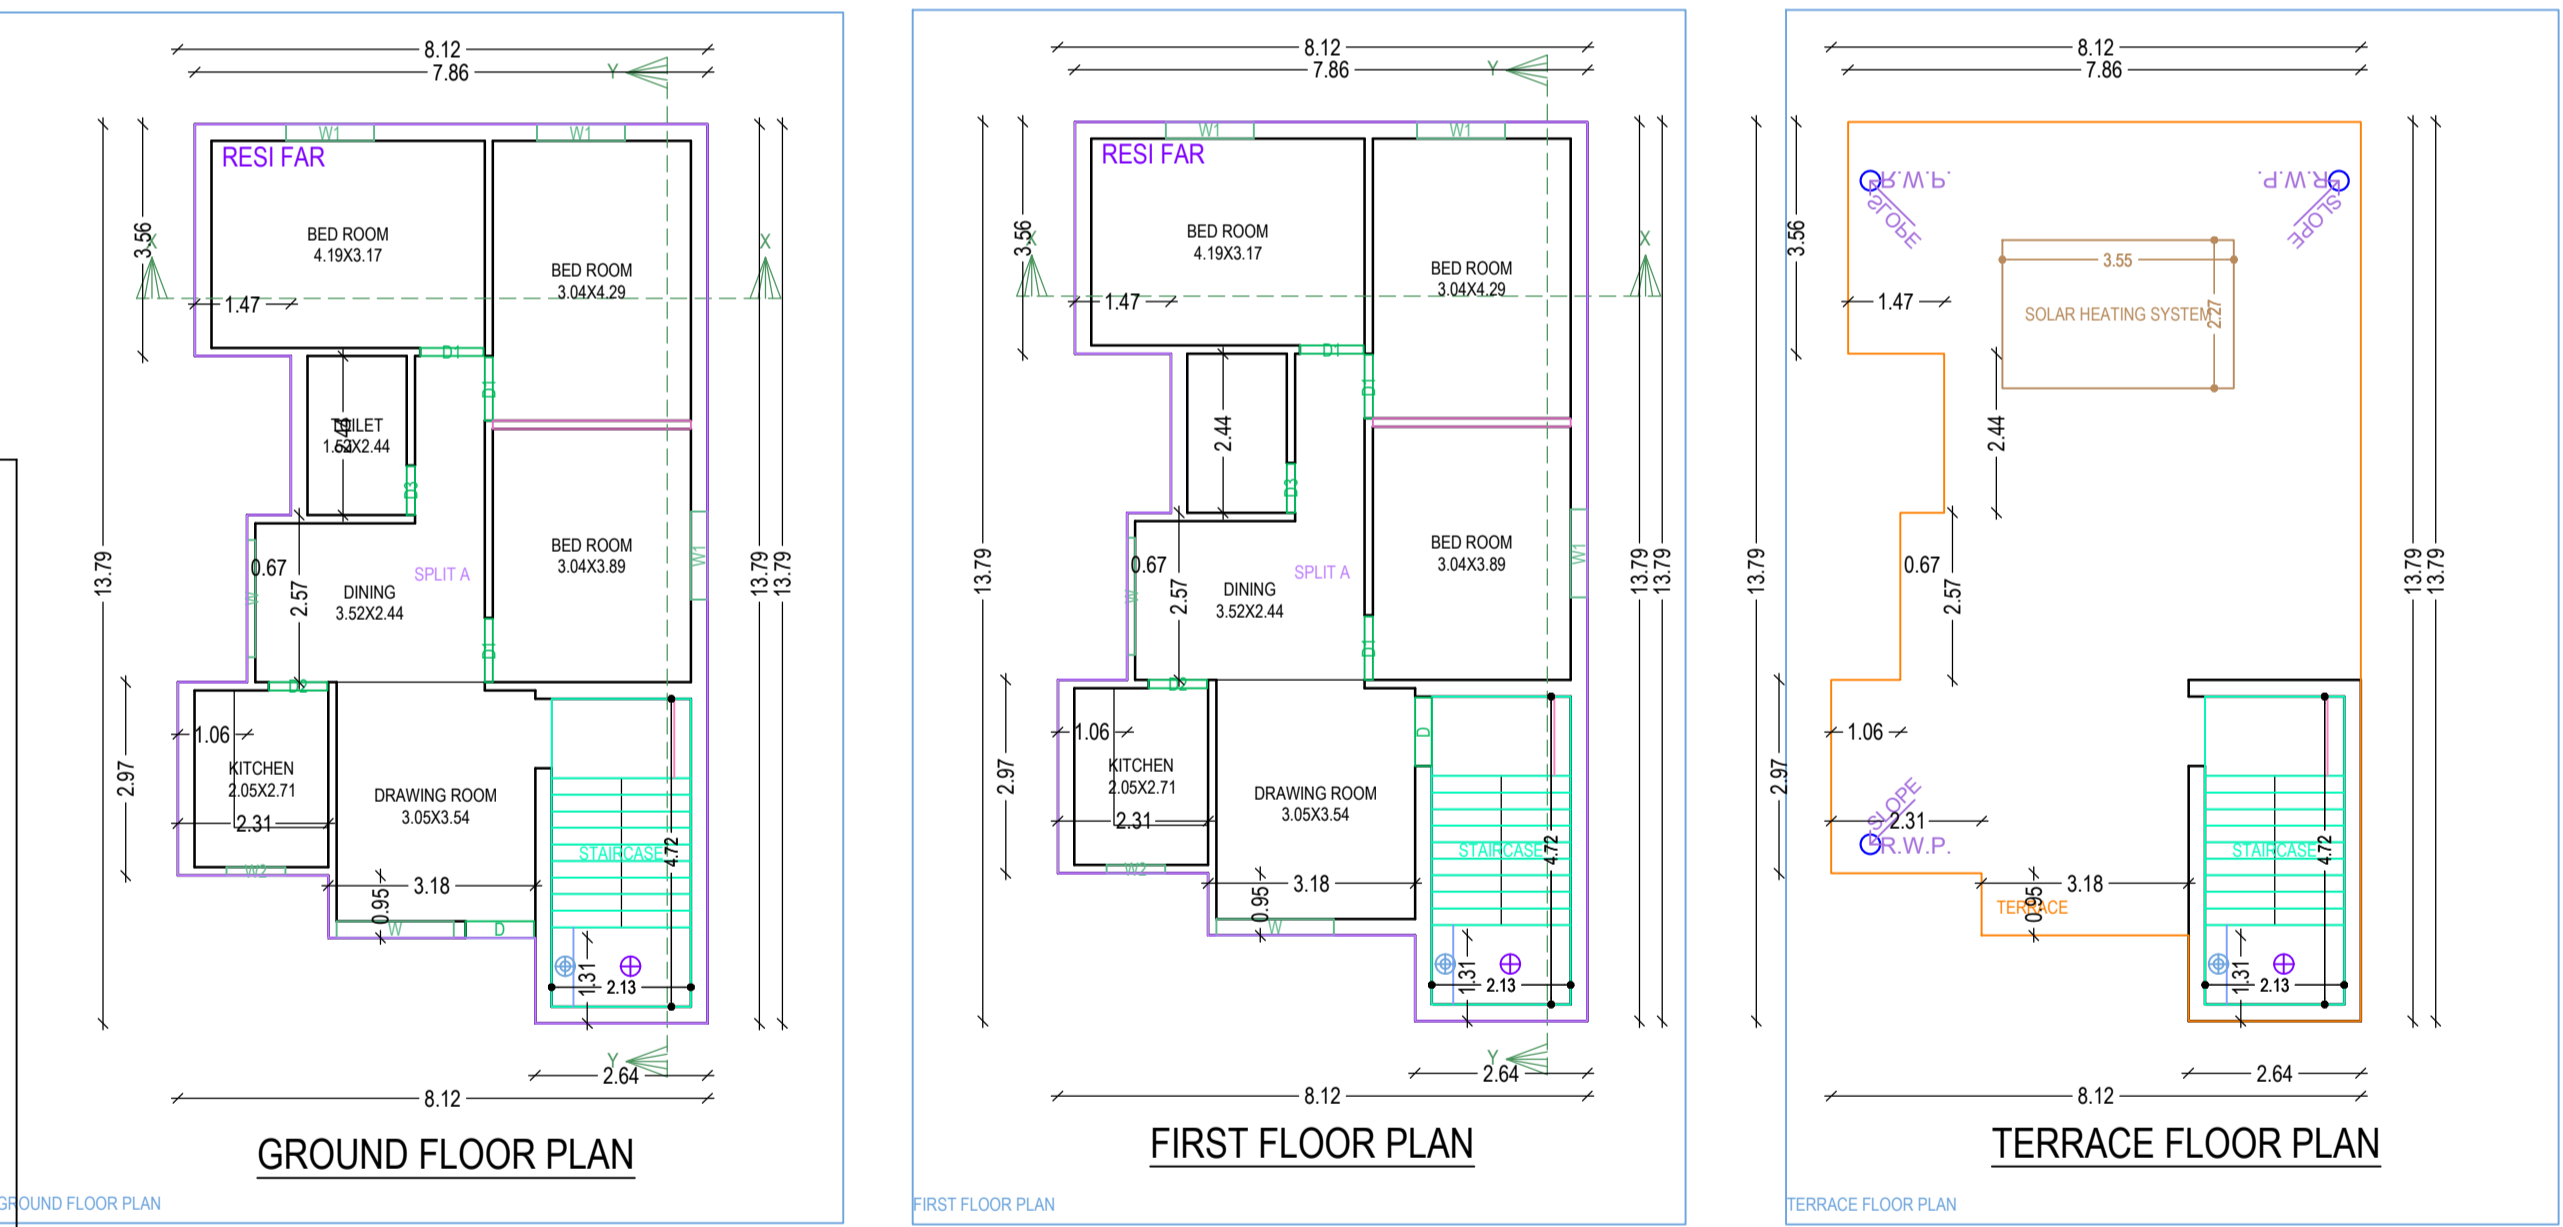 8.12
7.86
Y
W1
W1
RESI FAR
3.56
X
X
BED ROOM
4.19X3.17
BED ROOM
3.04X4.29
1.47
D1
D1
TOILET
1.52X2.44
2.44
D3
13.79
13.79
13.79
0.67
W
2.57
SPLIT A
DINING
3.52X2.44
BED ROOM
3.04X3.89
W1
D1
D2
1.06
2.97
KITCHEN
2.05X2.71
2.31
DRAWING ROOM
3.05X3.54
STAIRCASE
4.72
W2
0.95
3.18
W
D
1.31
2.13
Y
2.64
8.12
GROUND FLOOR PLAN
GROUND FLOOR PLAN
8.12
7.86
Y
W1
W1
RESI FAR
3.56
X
X
BED ROOM
4.19X3.17
BED ROOM
3.04X4.29
1.47
D1
D1
2.44
D3
13.79
13.79
13.79
0.67
W
2.57
SPLIT A
DINING
3.52X2.44
BED ROOM
3.04X3.89
W1
D1
D2
D
1.06
2.97
KITCHEN
2.05X2.71
2.31
DRAWING ROOM
3.05X3.54
STAIRCASE
4.72
W2
0.95
3.18
W
1.31
2.13
Y
2.64
8.12
FIRST FLOOR PLAN
FIRST FLOOR PLAN
8.12
7.86
R.W.P.
R.W.P.
SLOPE
SLOPE
3.56
3.55
1.47
SOLAR HEATING SYSTEM
2.27
2.44
13.79
13.79
13.79
0.67
2.57
1.06
2.97
SLOPE
2.31
R.W.P.
STAIRCASE
4.72
3.18
0.95
TERRACE
1.31
2.13
2.64
8.12
TERRACE FLOOR PLAN
TERRACE FLOOR PLAN